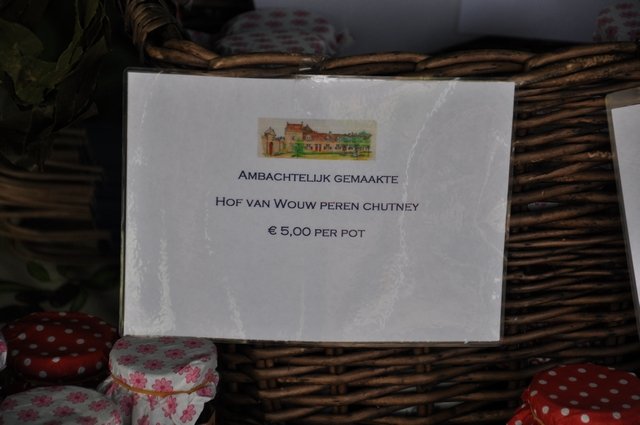 Ambachtelijk gemaakte
Hof van Wouw peren chutney
€ 5,00 per pot